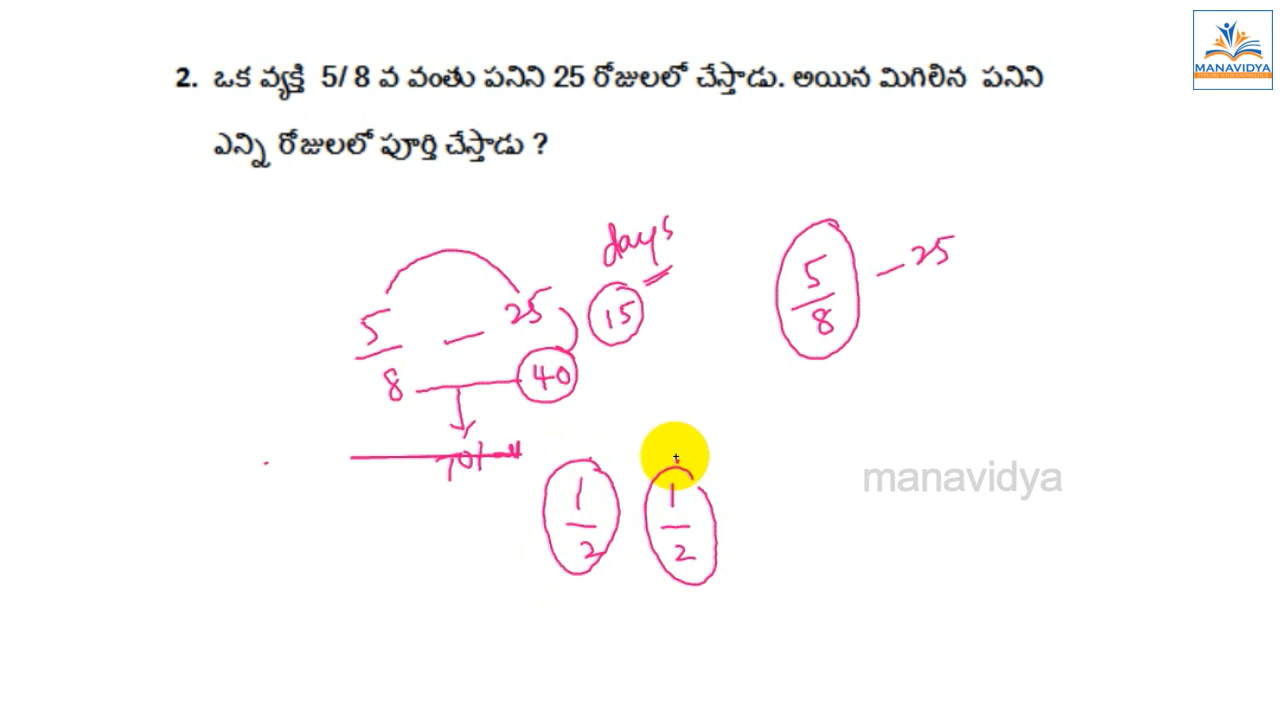 MANAVIDYA
2. ఒక వ్యక్తి 5/ 8 వ వంతు పనిని 25 రోజులలో చేస్తాడు. అయిన మిగిలిన పనిని
ఎన్ని రోజులలో పూర్తి చేస్తాడు ?
days
5/8 — 25
15
5/8 — 25
40
Total
1/2 1/2
manavidya